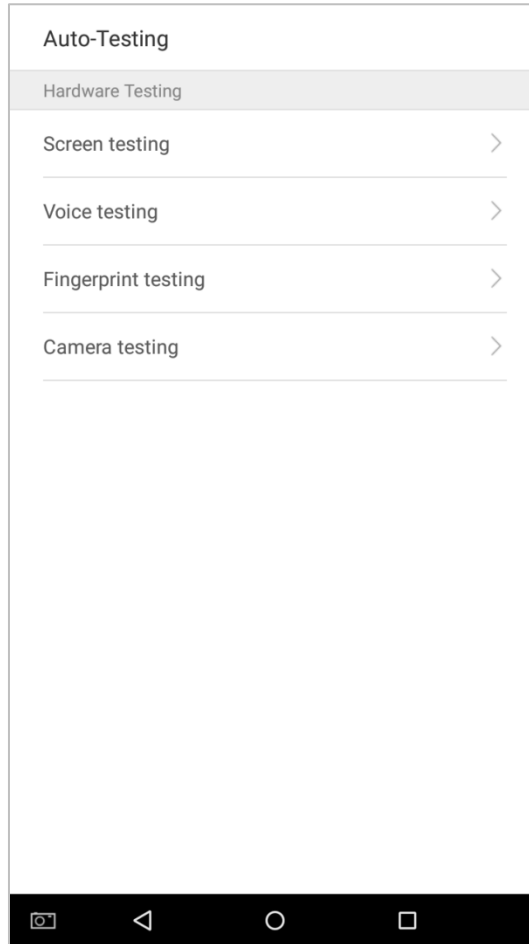 Auto-Testing
Hardware Testing
Screen testing
Voice testing
Fingerprint testing
Camera testing